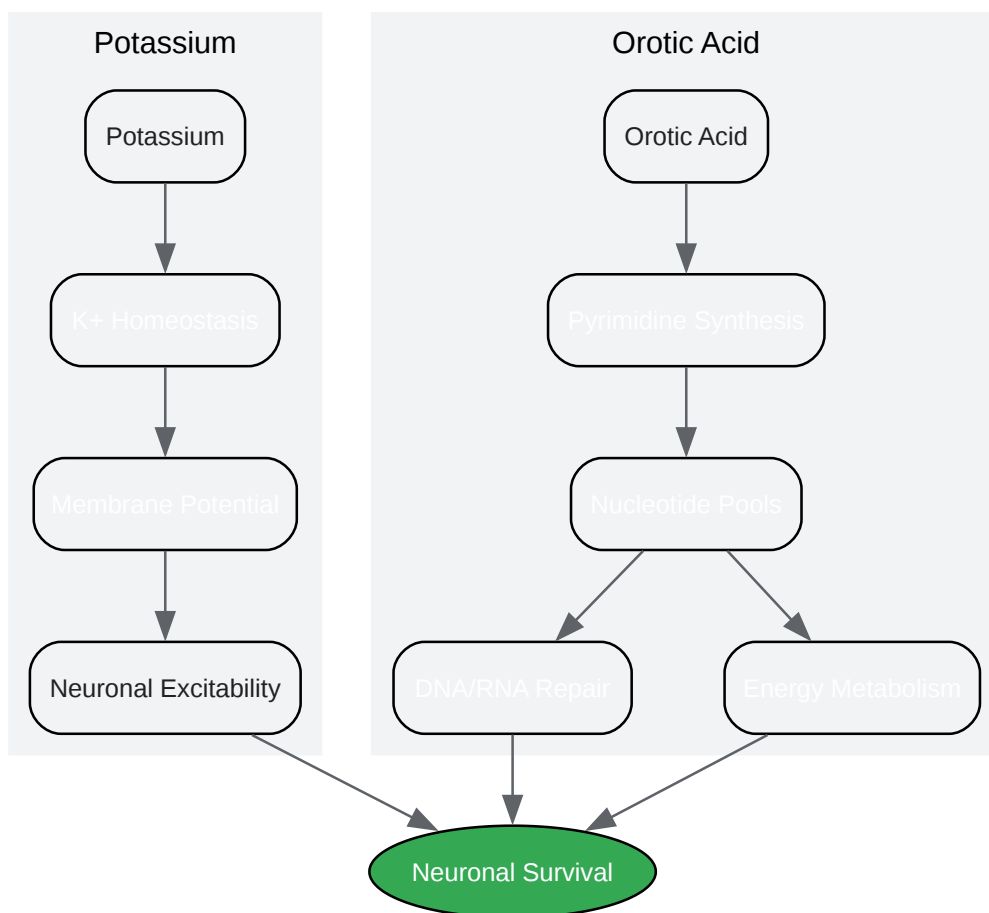 Potassium
Orotic Acid
Potassium
Orotic Acid
K+ Homeostasis
Pyrimidine Synthesis
Membrane Potential
Nucleotide Pools
Neuronal Excitability
DNA/RNA Repair
Energy Metabolism
Neuronal Survival